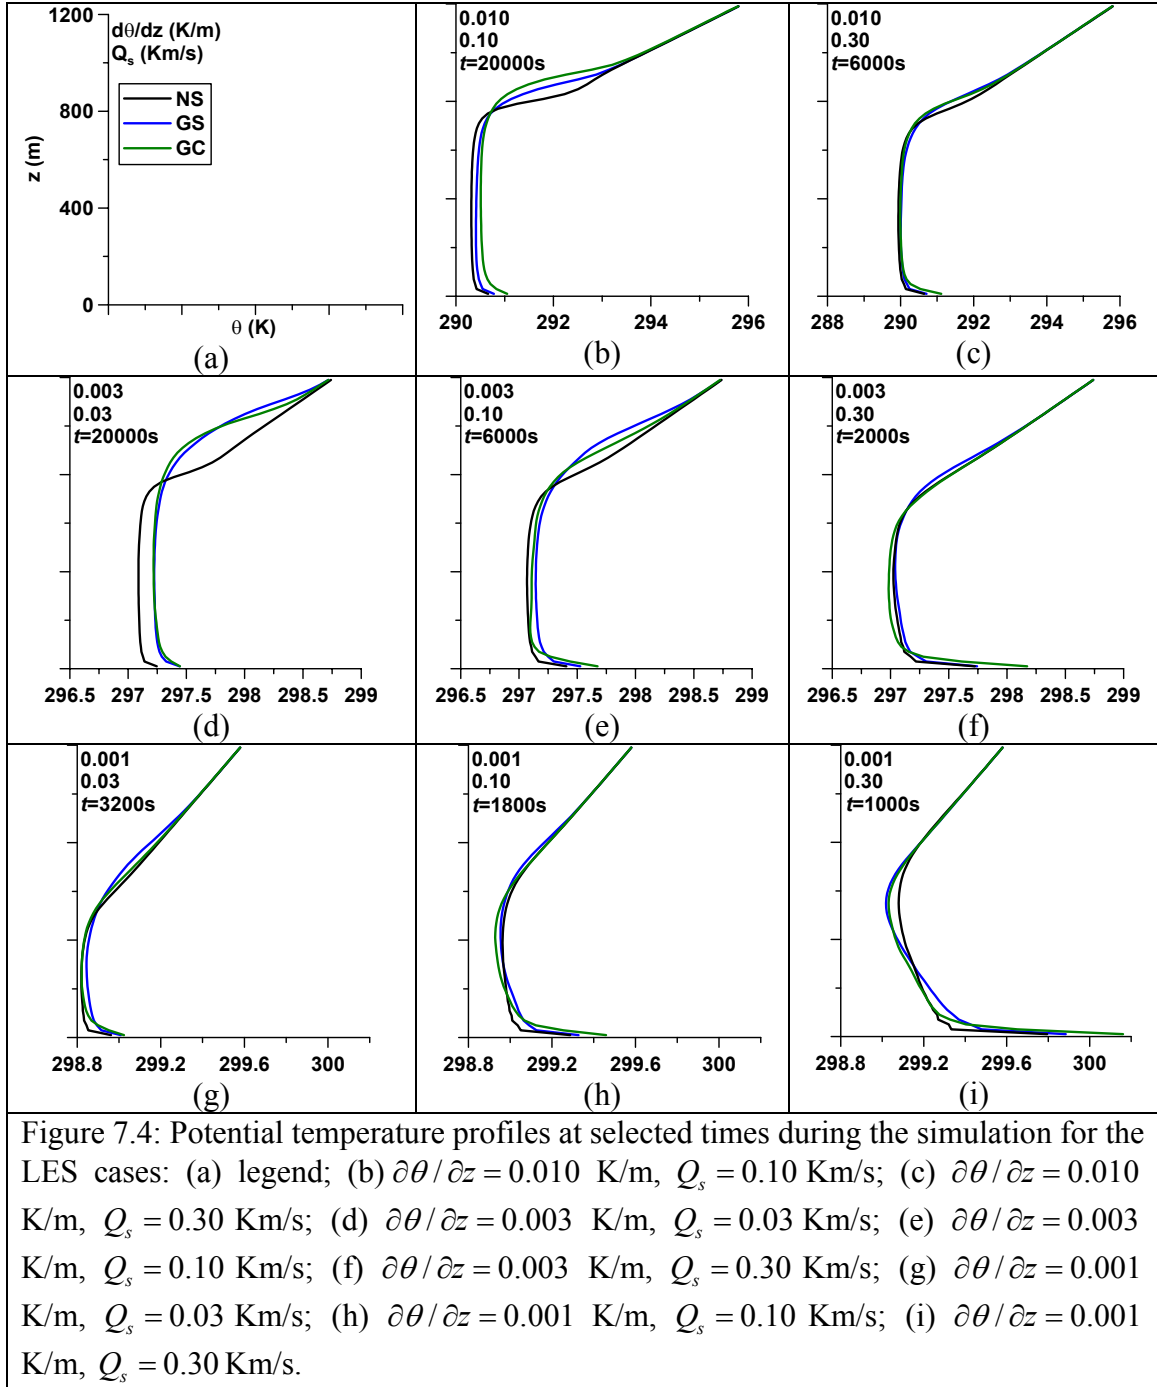 1200
800
400
0
z (m)
dθ/dz (K/m)
Qs (Km/s)
NS
GS
GC
θ (K)
(a)
0.010
0.10
t=20000s
290 292 294 296
(b)
0.010
0.30
t=6000s
288 290 292 294 296
(c)
0.003
0.03
t=20000s
296.5 297 297.5 298 298.5 299
(d)
0.003
0.10
t=6000s
296.5 297 297.5 298 298.5 299
(e)
0.003
0.30
t=2000s
296.5 297 297.5 298 298.5 299
(f)
0.001
0.03
t=3200s
298.8 299.2 299.6 300
(g)
0.001
0.10
t=1800s
298.8 299.2 299.6 300
(h)
0.001
0.30
t=1000s
298.8 299.2 299.6 300
(i)
Figure 7.4: Potential temperature profiles at selected times during the simulation for the
LES cases: (a) legend; (b) ∂θ/∂z = 0.010 K/m, Qs = 0.10 Km/s; (c) ∂θ/∂z = 0.010
K/m, Qs = 0.30 Km/s; (d) ∂θ/∂z = 0.003 K/m, Qs = 0.03 Km/s; (e) ∂θ/∂z = 0.003
K/m, Qs = 0.10 Km/s; (f) ∂θ/∂z = 0.003 K/m, Qs = 0.30 Km/s; (g) ∂θ/∂z = 0.001
K/m, Qs = 0.03 Km/s; (h) ∂θ/∂z = 0.001 K/m, Qs = 0.10 Km/s; (i) ∂θ/∂z = 0.001
K/m, Qs = 0.30 Km/s.